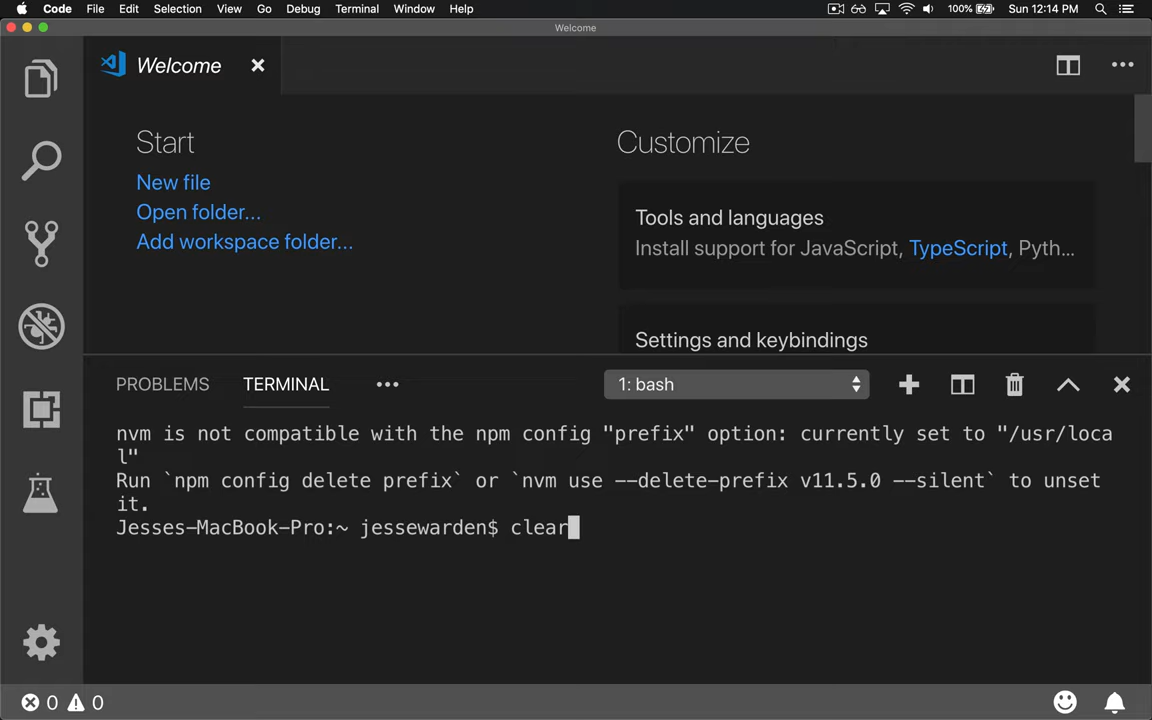 Code File Edit Selection View Go Debug Terminal Window Help 100% Sun 12:14 PM
Welcome
Welcome
Start
New file
Open folder...
Add workspace folder...
Customize
Tools and languages
Install support for JavaScript, TypeScript, Pyth...
Settings and keybindings
PROBLEMS TERMINAL 1: bash
nvm is not compatible with the npm config "prefix" option: currently set to "/usr/loca
l"
Run `npm config delete prefix` or `nvm use --delete-prefix v11.5.0 --silent` to unset
it.
Jesses-MacBook-Pro:~ jessewarden$ clear
0 0